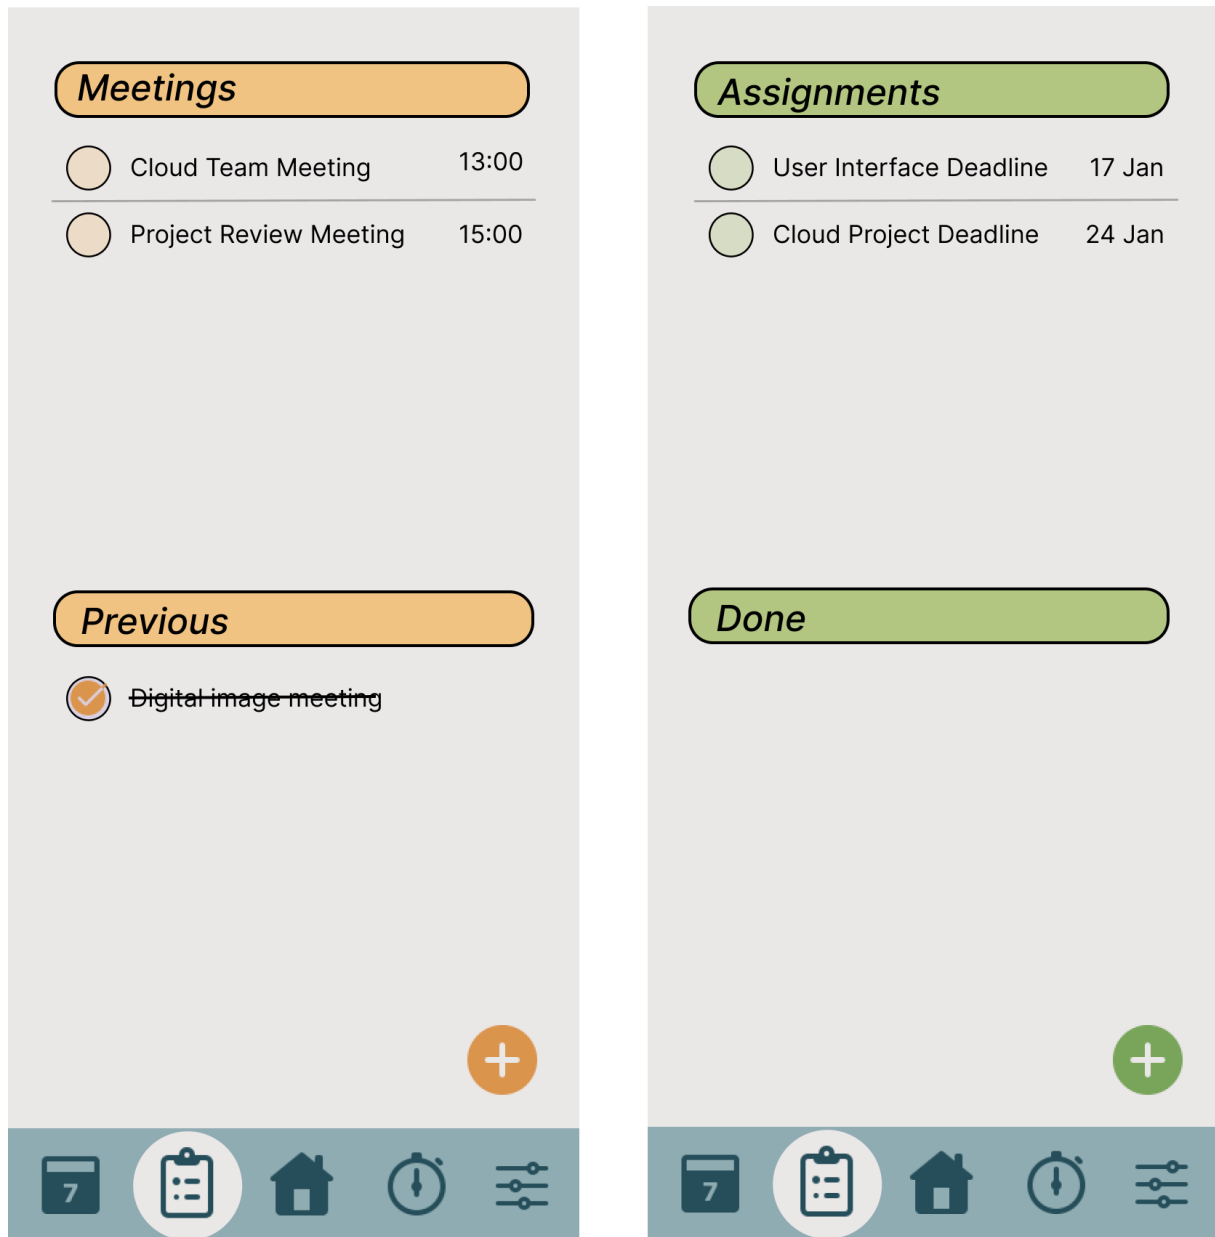 Meetings
Cloud Team Meeting 13:00
Project Review Meeting 15:00
Previous
Digital image meeting
7
Assignments
User Interface Deadline 17 Jan
Cloud Project Deadline 24 Jan
Done
7